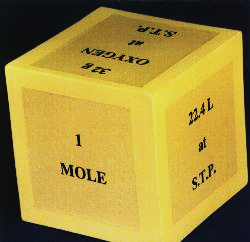 32 g
OXYGEN
at
S.T.P.
1
MOLE
22.4 L
at
S.T.P.